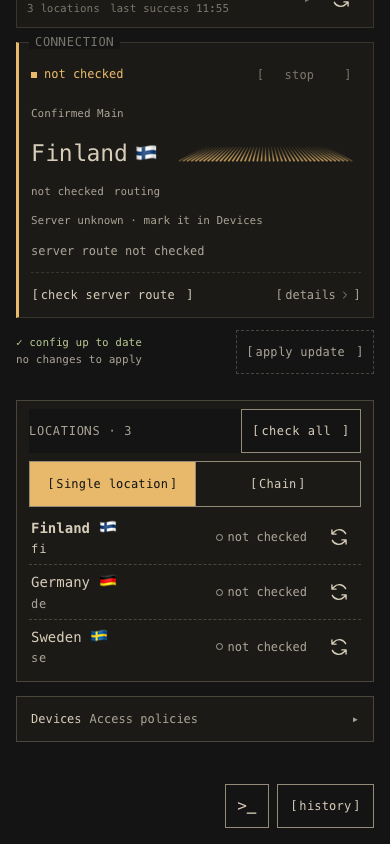 3 locations last success 11:55
CONNECTION
not checked [ stop ]
Confirmed Main
Finland 🇫🇮
not checked routing
Server unknown · mark it in Devices
server route not checked
[check server route ] [details > ]
✓ config up to date
no changes to apply
[apply update ]
LOCATIONS · 3 [check all ]
[Single location] [Chain]
Finland 🇫🇮
fi
not checked
Germany 🇩🇪
de
not checked
Sweden 🇸🇪
se
not checked
Devices Access policies ▸
>_ [history]